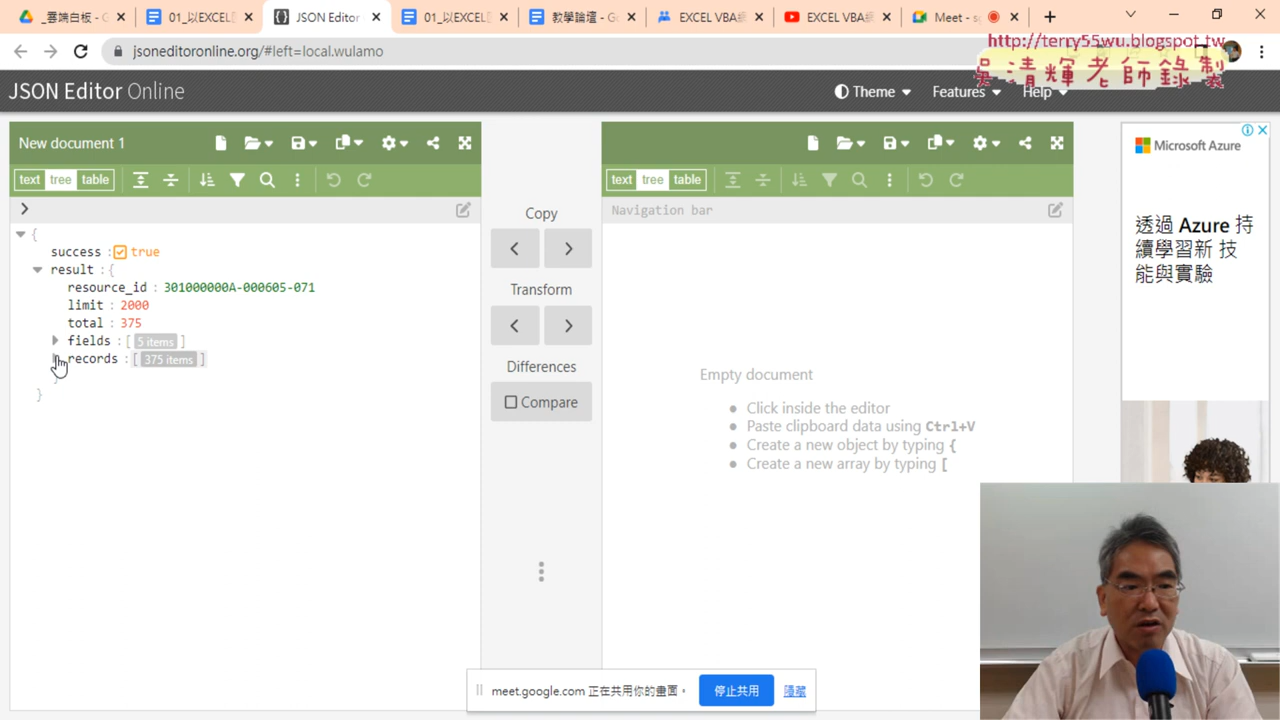 _雲端白板 - G
01_以EXCEL
JSON Editor
01_以EXCEL
教學論壇 - Go
EXCEL VBA
EXCEL VBA
Meet - s
jsoneditoronline.org/#left=local.wulamo
http://terry55wu.blogspot.tw
吳清輝老師錄製
JSON Editor Online
Theme
Features
Help
New document 1
text
tree
table
text
tree
table
Navigation bar
{
success : true
result : {
resource_id : 301000000A-000605-071
limit : 2000
total : 375
fields : [ 5 items ]
records : [ 375 items ]
}
}
Copy
Transform
Differences
Compare
Empty document
Click inside the editor
Paste clipboard data using Ctrl+V
Create a new object by typing {
Create a new array by typing [
Microsoft Azure
透過 Azure 持
續學習新 技
能與實驗
meet.google.com 正在共用你的畫面。
停止共用
隱藏